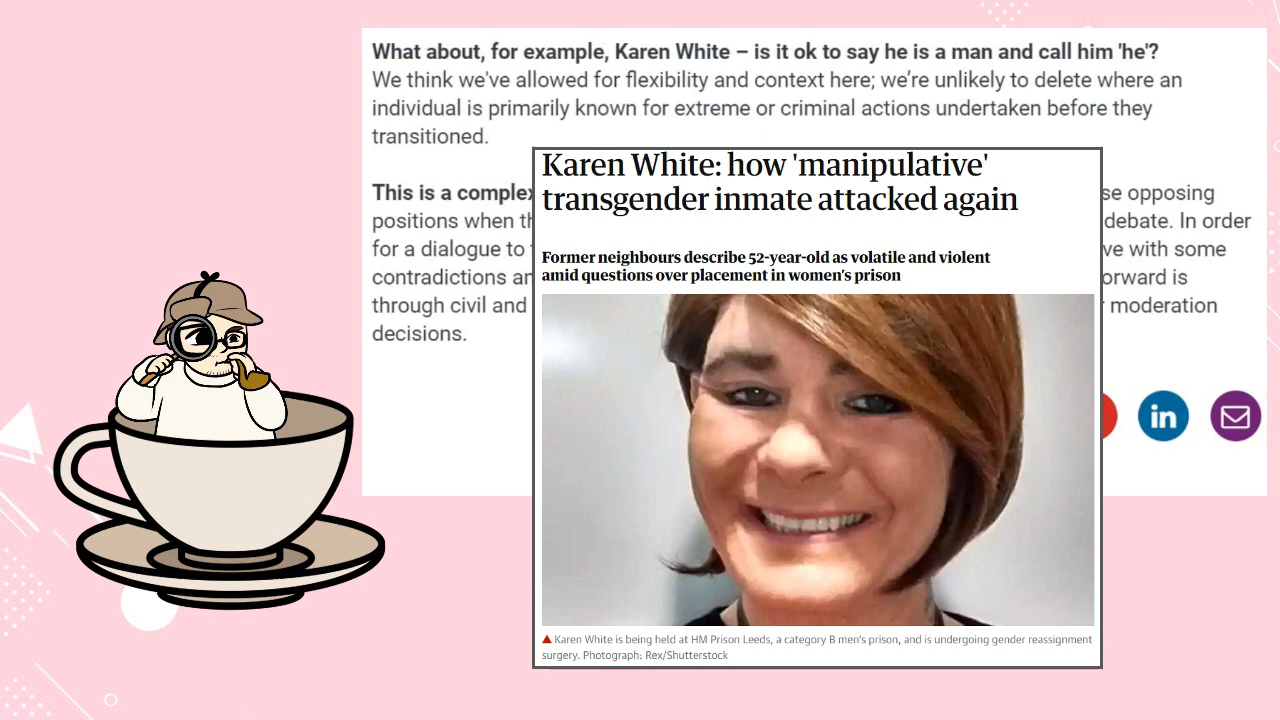 What about, for example, Karen White – is it ok to say he is a man and call him 'he'?
We think we've allowed for flexibility and context here; we're unlikely to delete where an
individual is primarily known for extreme or criminal actions undertaken before they
transitioned.
This is a
se opposing
positions when
debate. In order
for a dialogue to
ve with some
contradictions
orward is
through civil and
moderation
decisions.
Karen White: how 'manipulative'
transgender inmate attacked again
Former neighbours describe 52-year-old as volatile and violent
amid questions over placement in women's prison
Karen White is being held at HM Prison Leeds, a category B men's prison, and is undergoing gender reassignment
surgery. Photograph: Rex/Shutterstock
in